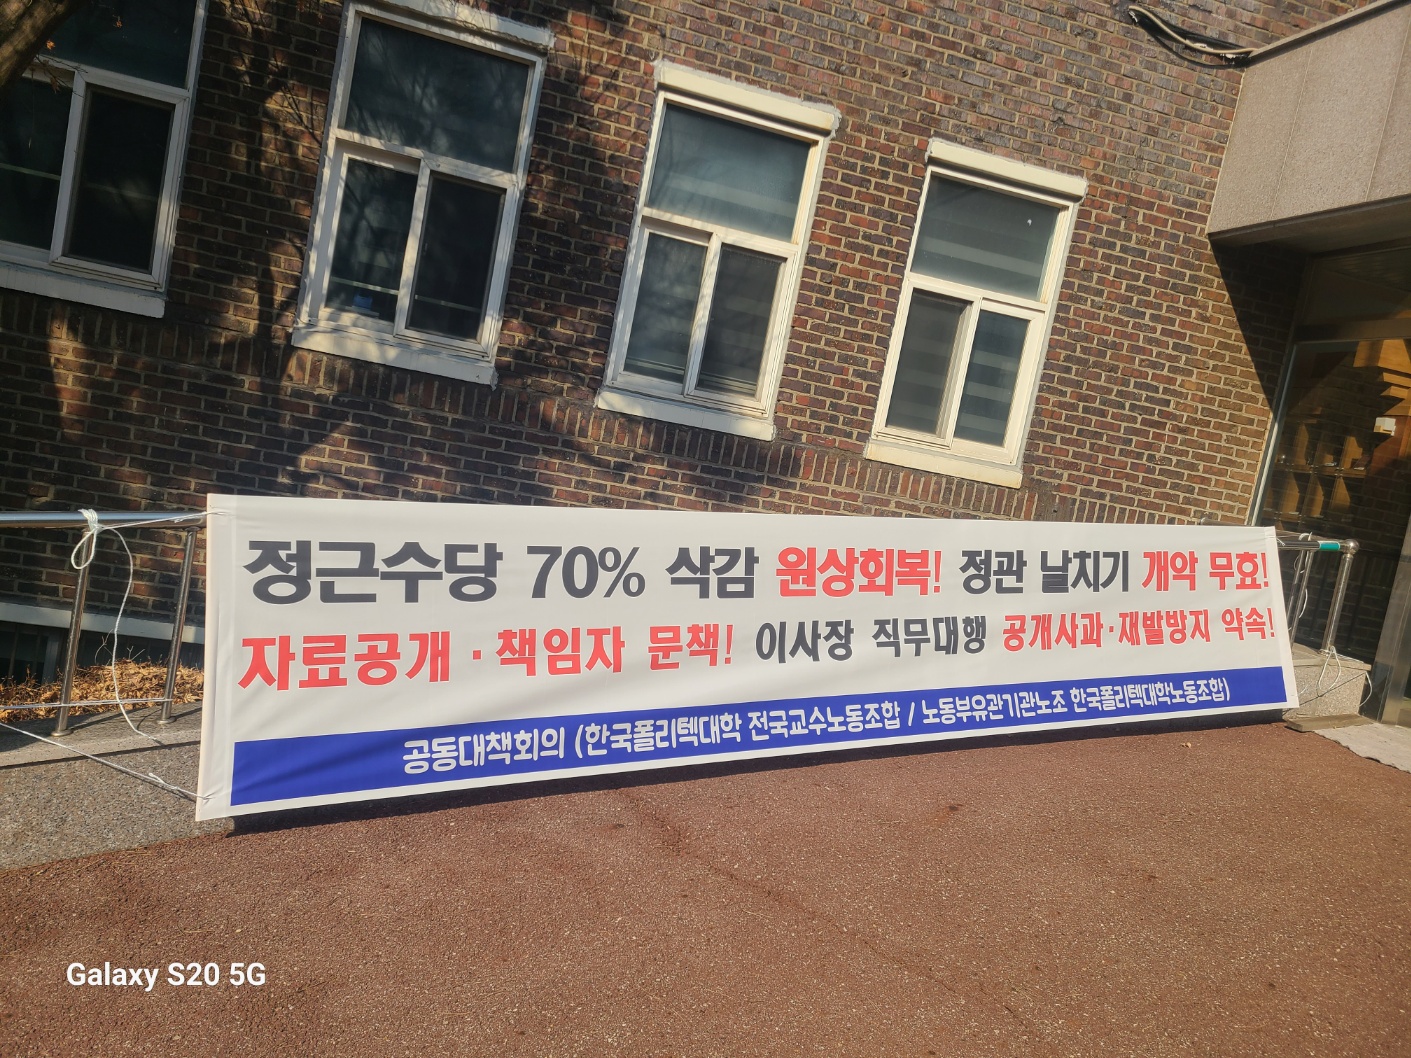 정근수당 70% 삭감 원상회복! 정관 날치기 개악 무효!
자료공개·책임자 문책! 이사장 직무대행 공개사과·재발방지 약속!
공동대책회의 (한국폴리텍대학 전국교수노동조합 / 노동부유관기관노조 한국폴리텍대학노동조합)
Galaxy S20 5G